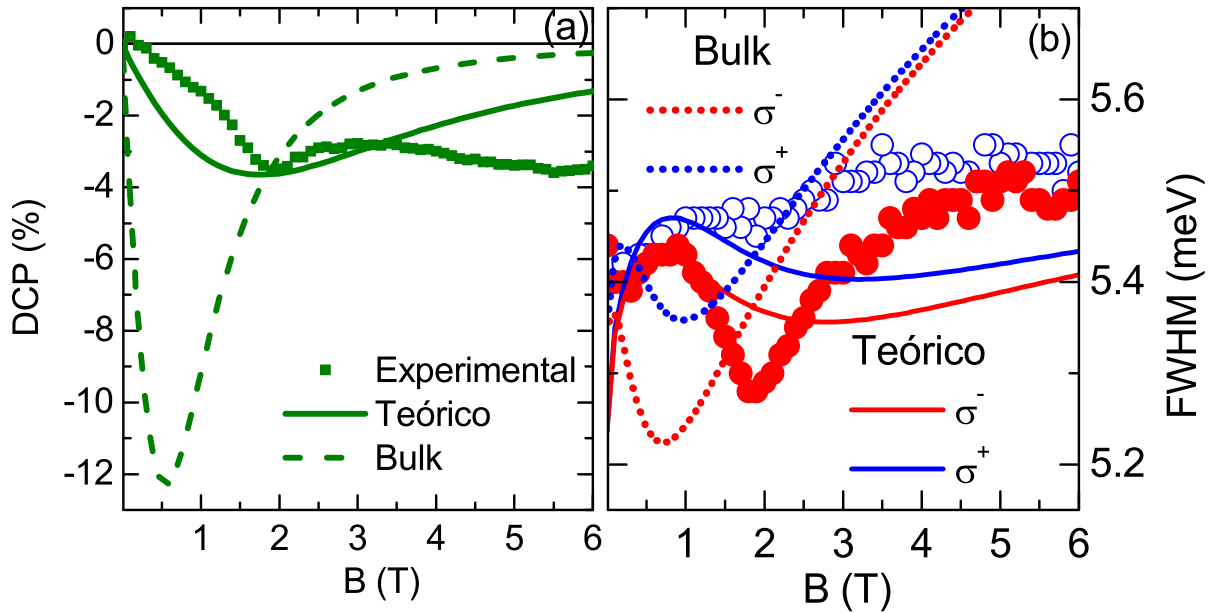 (a)
0
-2
-4
-6
-8
-10
-12
DCP (%)
Experimental
Teórico
Bulk
1 2 3 4 5 6
B (T)
(b)
Bulk
σ-
σ+
Teórico
σ-
σ+
5.6
5.4
5.2
FWHM (meV)
1 2 3 4 5 6
B (T)